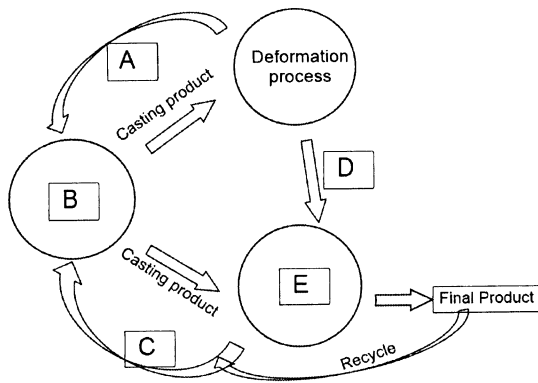 A
Deformation
process
Casting product
B
D
Casting product
E
Final Product
C
Recycle